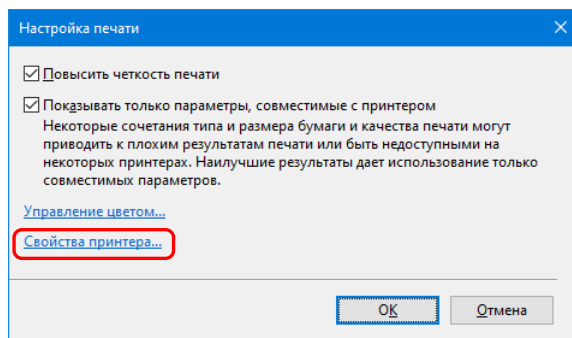 Настройка печати
Повысить четкость печати
Показывать только параметры, совместимые с принтером
Некоторые сочетания типа и размера бумаги и качества печати могут
приводить к плохим результатам печати или быть недоступными на
некоторых принтерах. Наилучшие результаты дает использование только
совместимых параметров.
Управление цветом...
Свойства принтера...
ОК Отмена